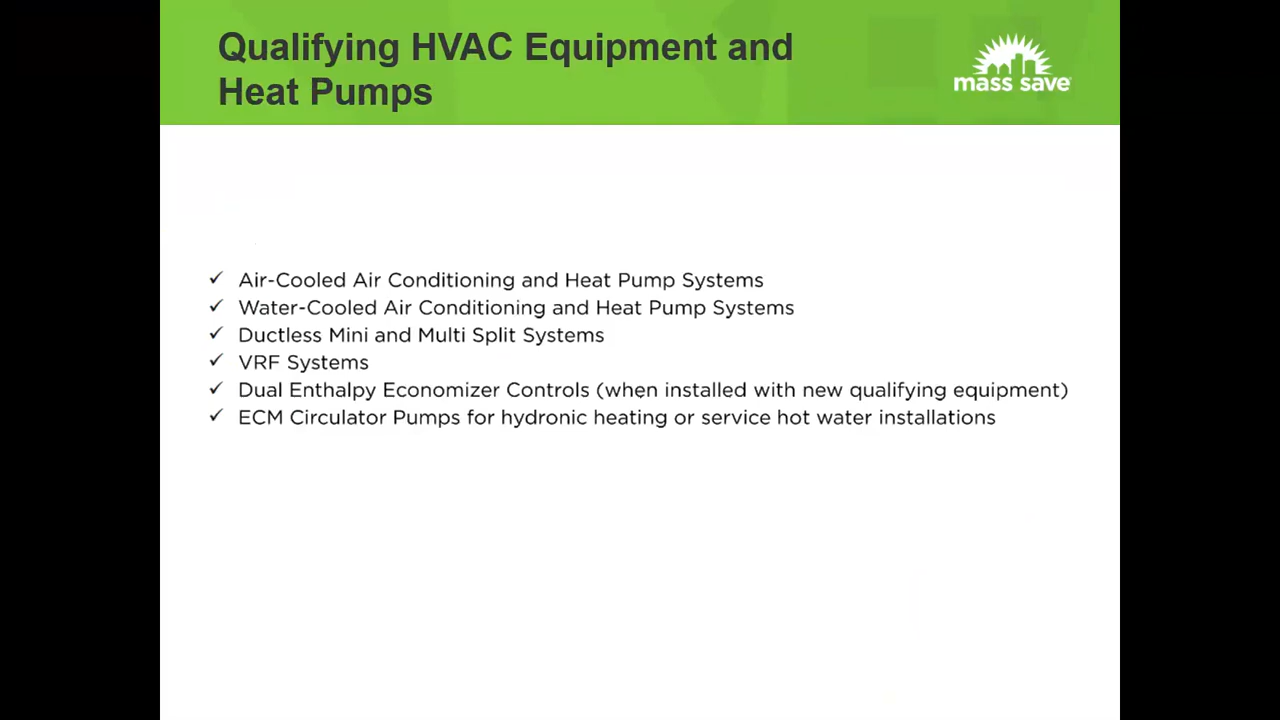 Qualifying HVAC Equipment and
Heat Pumps
mass save
✓ Air-Cooled Air Conditioning and Heat Pump Systems
✓ Water-Cooled Air Conditioning and Heat Pump Systems
✓ Ductless Mini and Multi Split Systems
✓ VRF Systems
✓ Dual Enthalpy Economizer Controls (when installed with new qualifying equipment)
✓ ECM Circulator Pumps for hydronic heating or service hot water installations